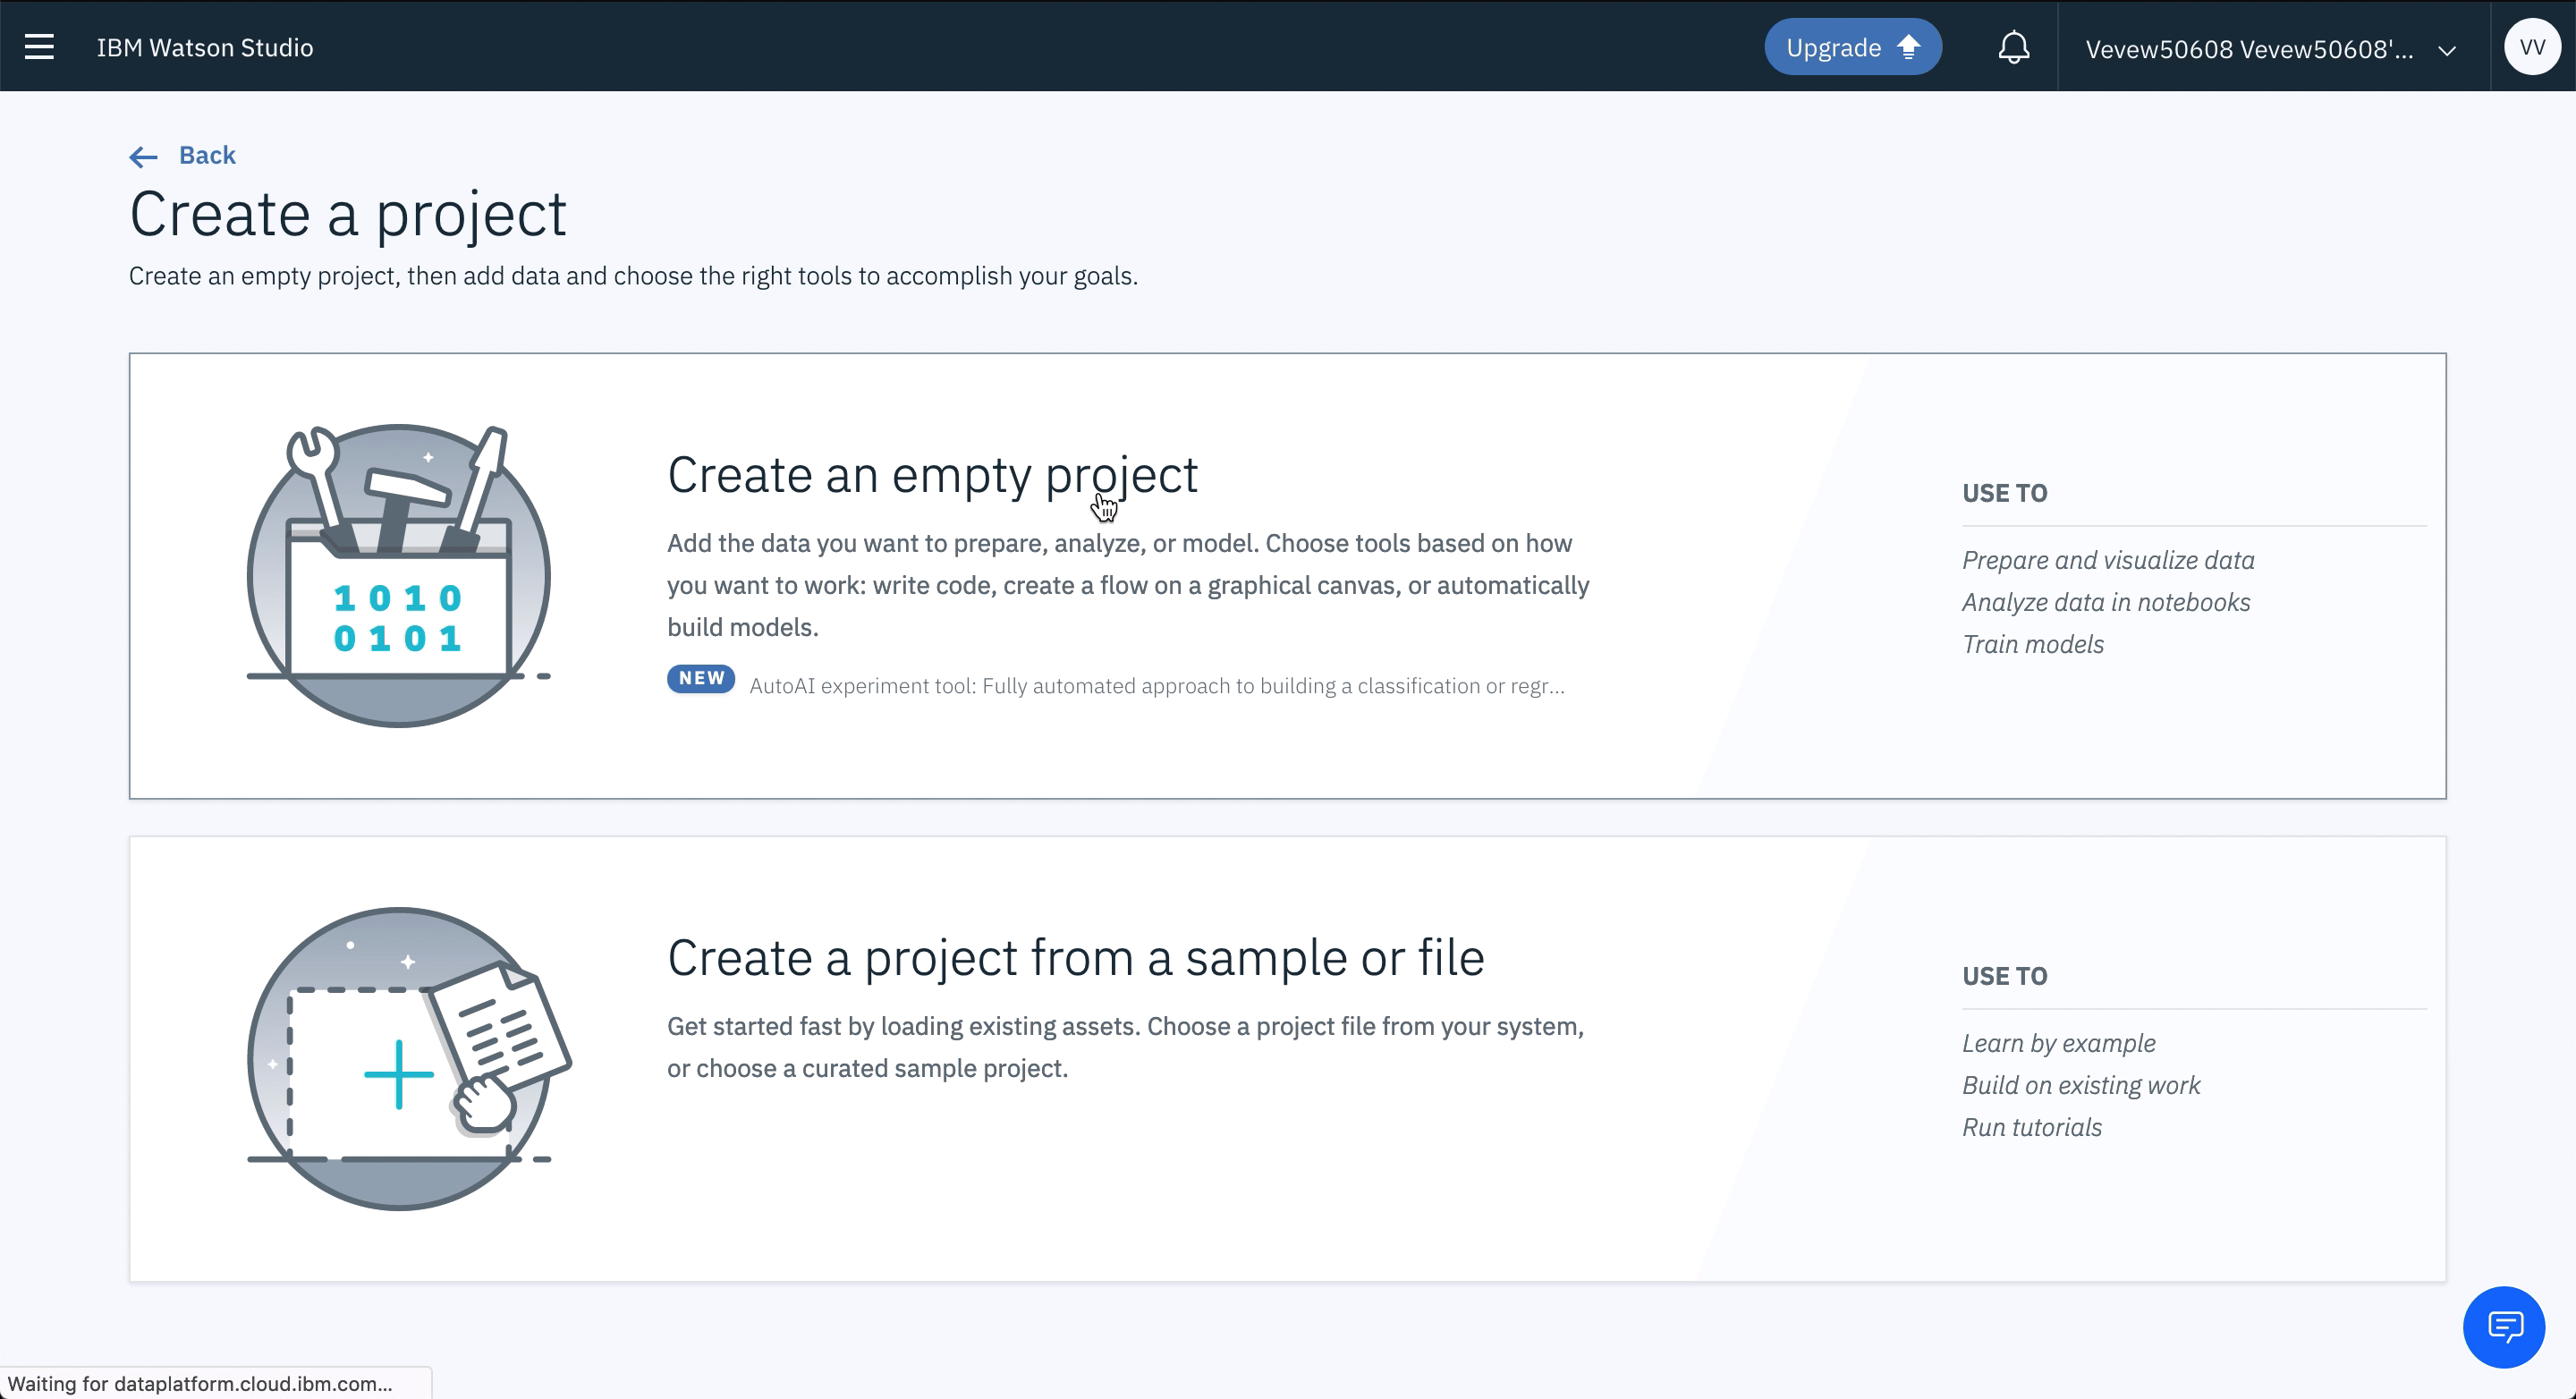 IBM Watson Studio
Upgrade
Vevew50608 Vevew50608'...
VV
Back
Create a project
Create an empty project, then add data and choose the right tools to accomplish your goals.
1010
0101
Create an empty project
Add the data you want to prepare, analyze, or model. Choose tools based on how
you want to work: write code, create a flow on a graphical canvas, or automatically
build models.
NEW AutoAI experiment tool: Fully automated approach to building a classification or regr...
USE TO
Prepare and visualize data
Analyze data in notebooks
Train models
Create a project from a sample or file
Get started fast by loading existing assets. Choose a project file from your system,
or choose a curated sample project.
USE TO
Learn by example
Build on existing work
Run tutorials
Waiting for dataplatform.cloud.ibm.com...